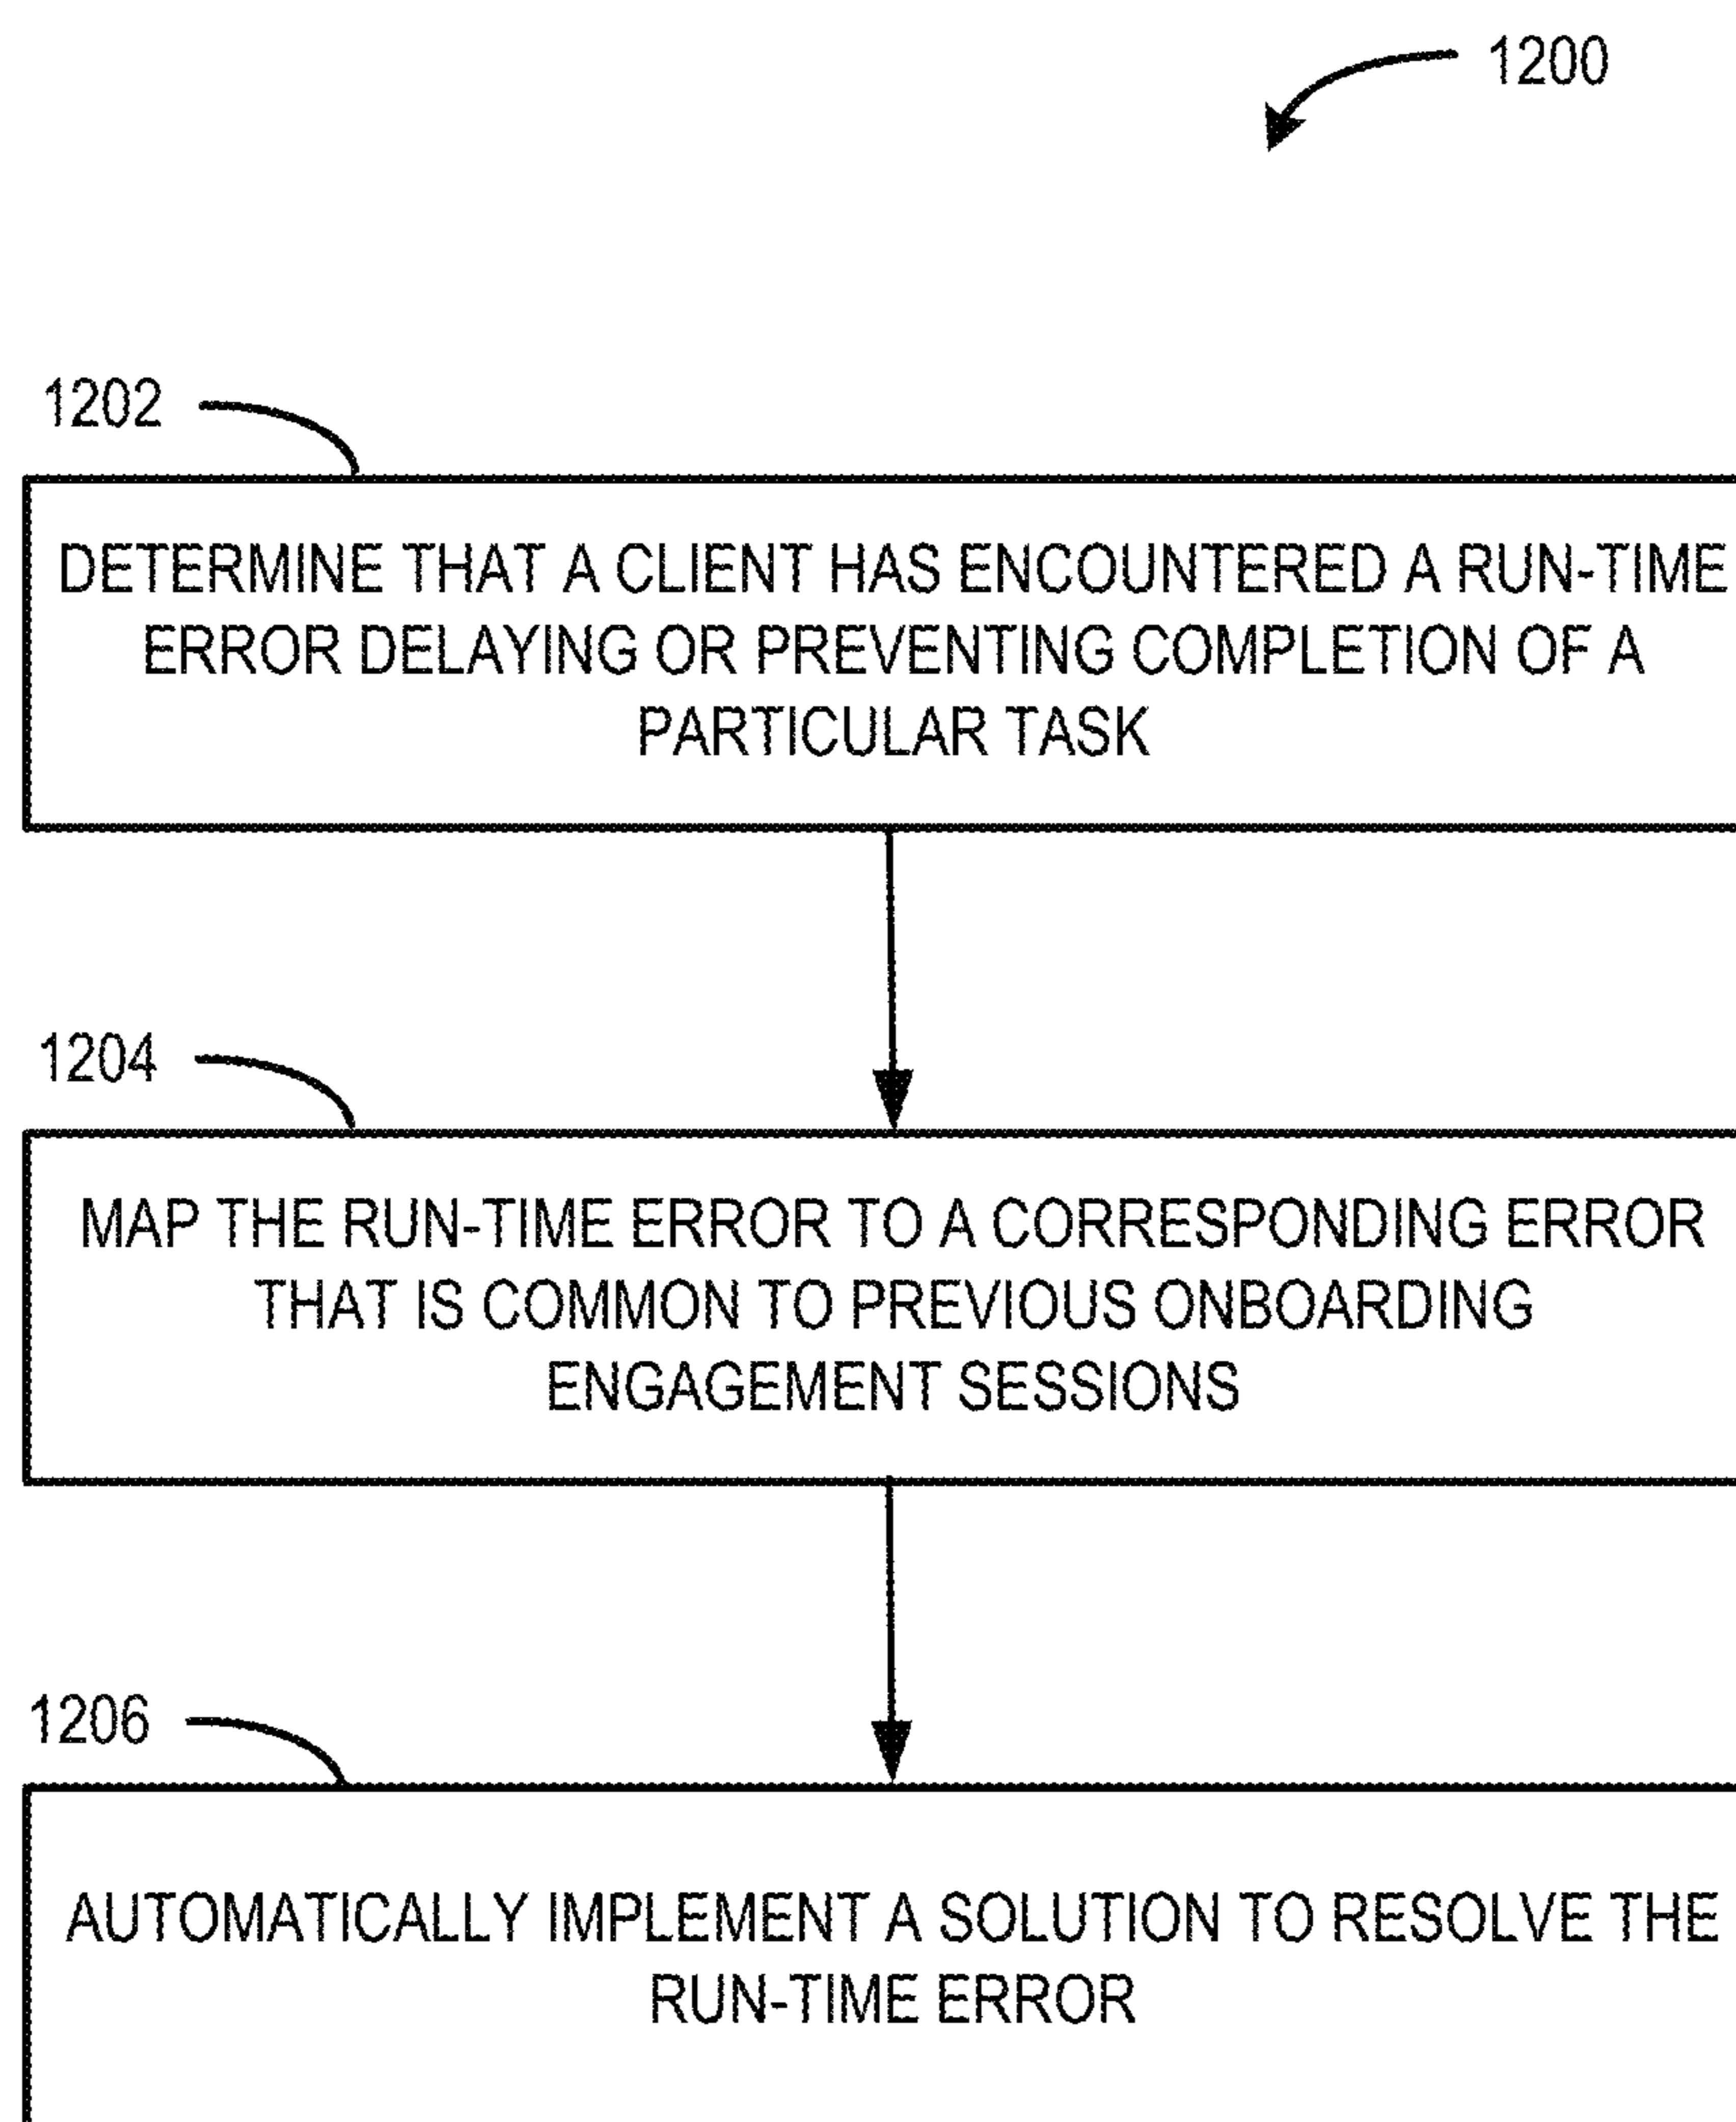 1200
1202
DETERMINE THAT A CLIENT HAS ENCOUNTERED A RUN-TIME
ERROR DELAYING OR PREVENTING COMPLETION OF A
PARTICULAR TASK
1204
MAP THE RUN-TIME ERROR TO A CORRESPONDING ERROR
THAT IS COMMON TO PREVIOUS ONBOARDING
ENGAGEMENT SESSIONS
1206
AUTOMATICALLY IMPLEMENT A SOLUTION TO RESOLVE THE
RUN-TIME ERROR